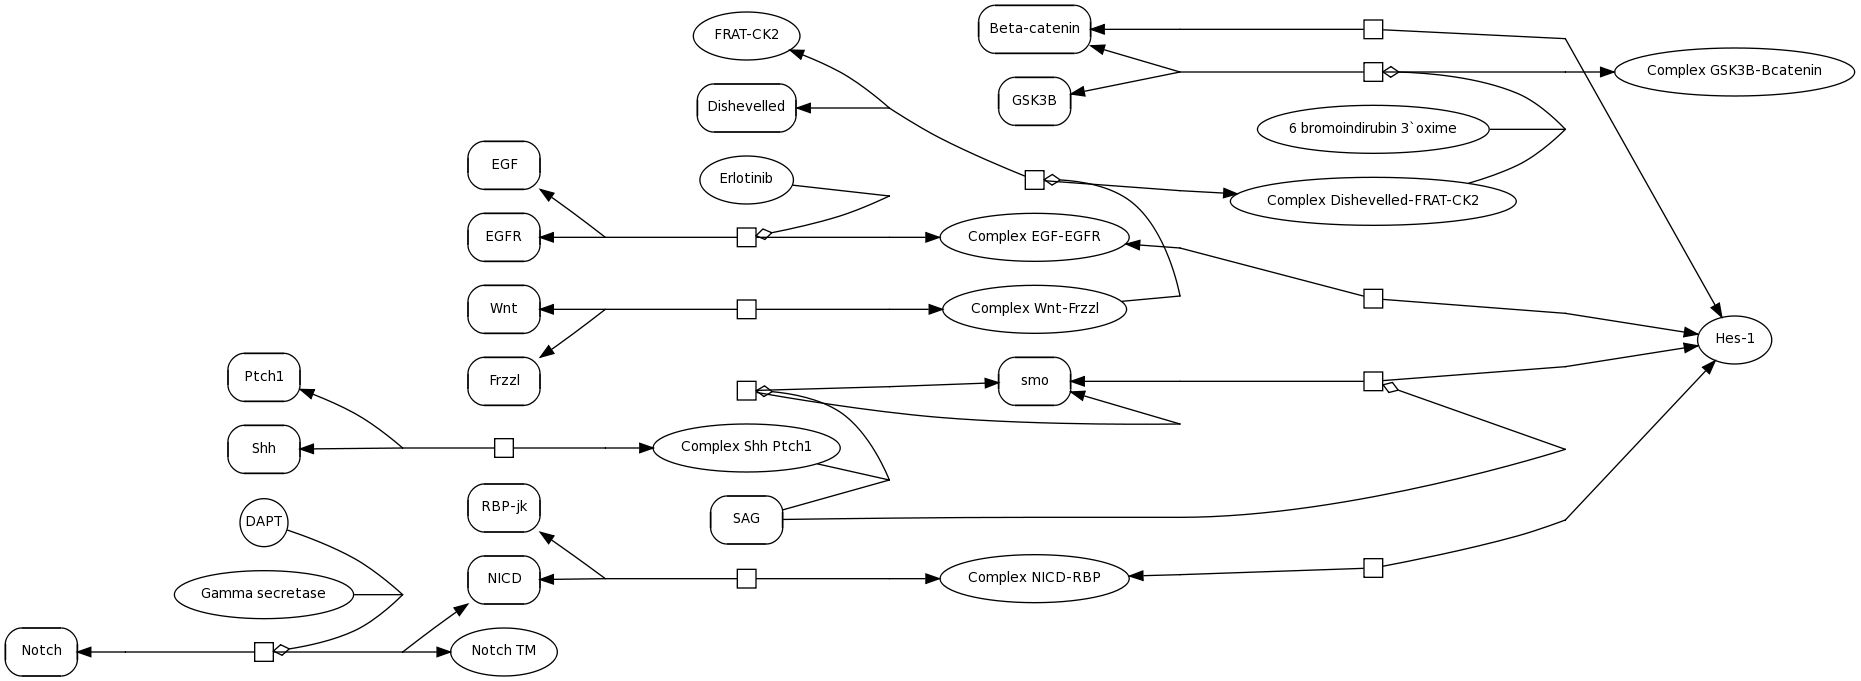 FRAT-CK2
Beta-catenin
Complex GSK3B-Bcatenin
Dishevelled
GSK3B
6 bromoindirubin 3`oxime
EGF
Erlotinib
Complex Dishevelled-FRAT-CK2
EGFR
Complex EGF-EGFR
Wnt
Complex Wnt-Frzzl
Hes-1
Ptch1
Frzzl
smo
Shh
Complex Shh Ptch1
RBP-jk
SAG
DAPT
NICD
Complex NICD-RBP
Gamma secretase
Notch
Notch TM